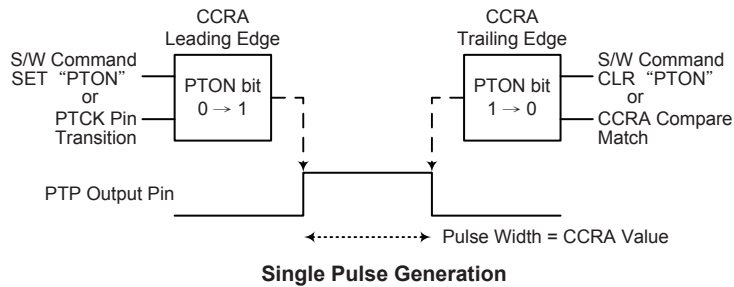 CCRA
Leading Edge
S/W Command
SET “PTON”
or
PTCK Pin
Transition
PTON bit
0 → 1
CCRA
Trailing Edge
PTON bit
1 → 0
S/W Command
CLR “PTON”
or
CCRA Compare
Match
PTP Output Pin
Pulse Width = CCRA Value
Single Pulse Generation